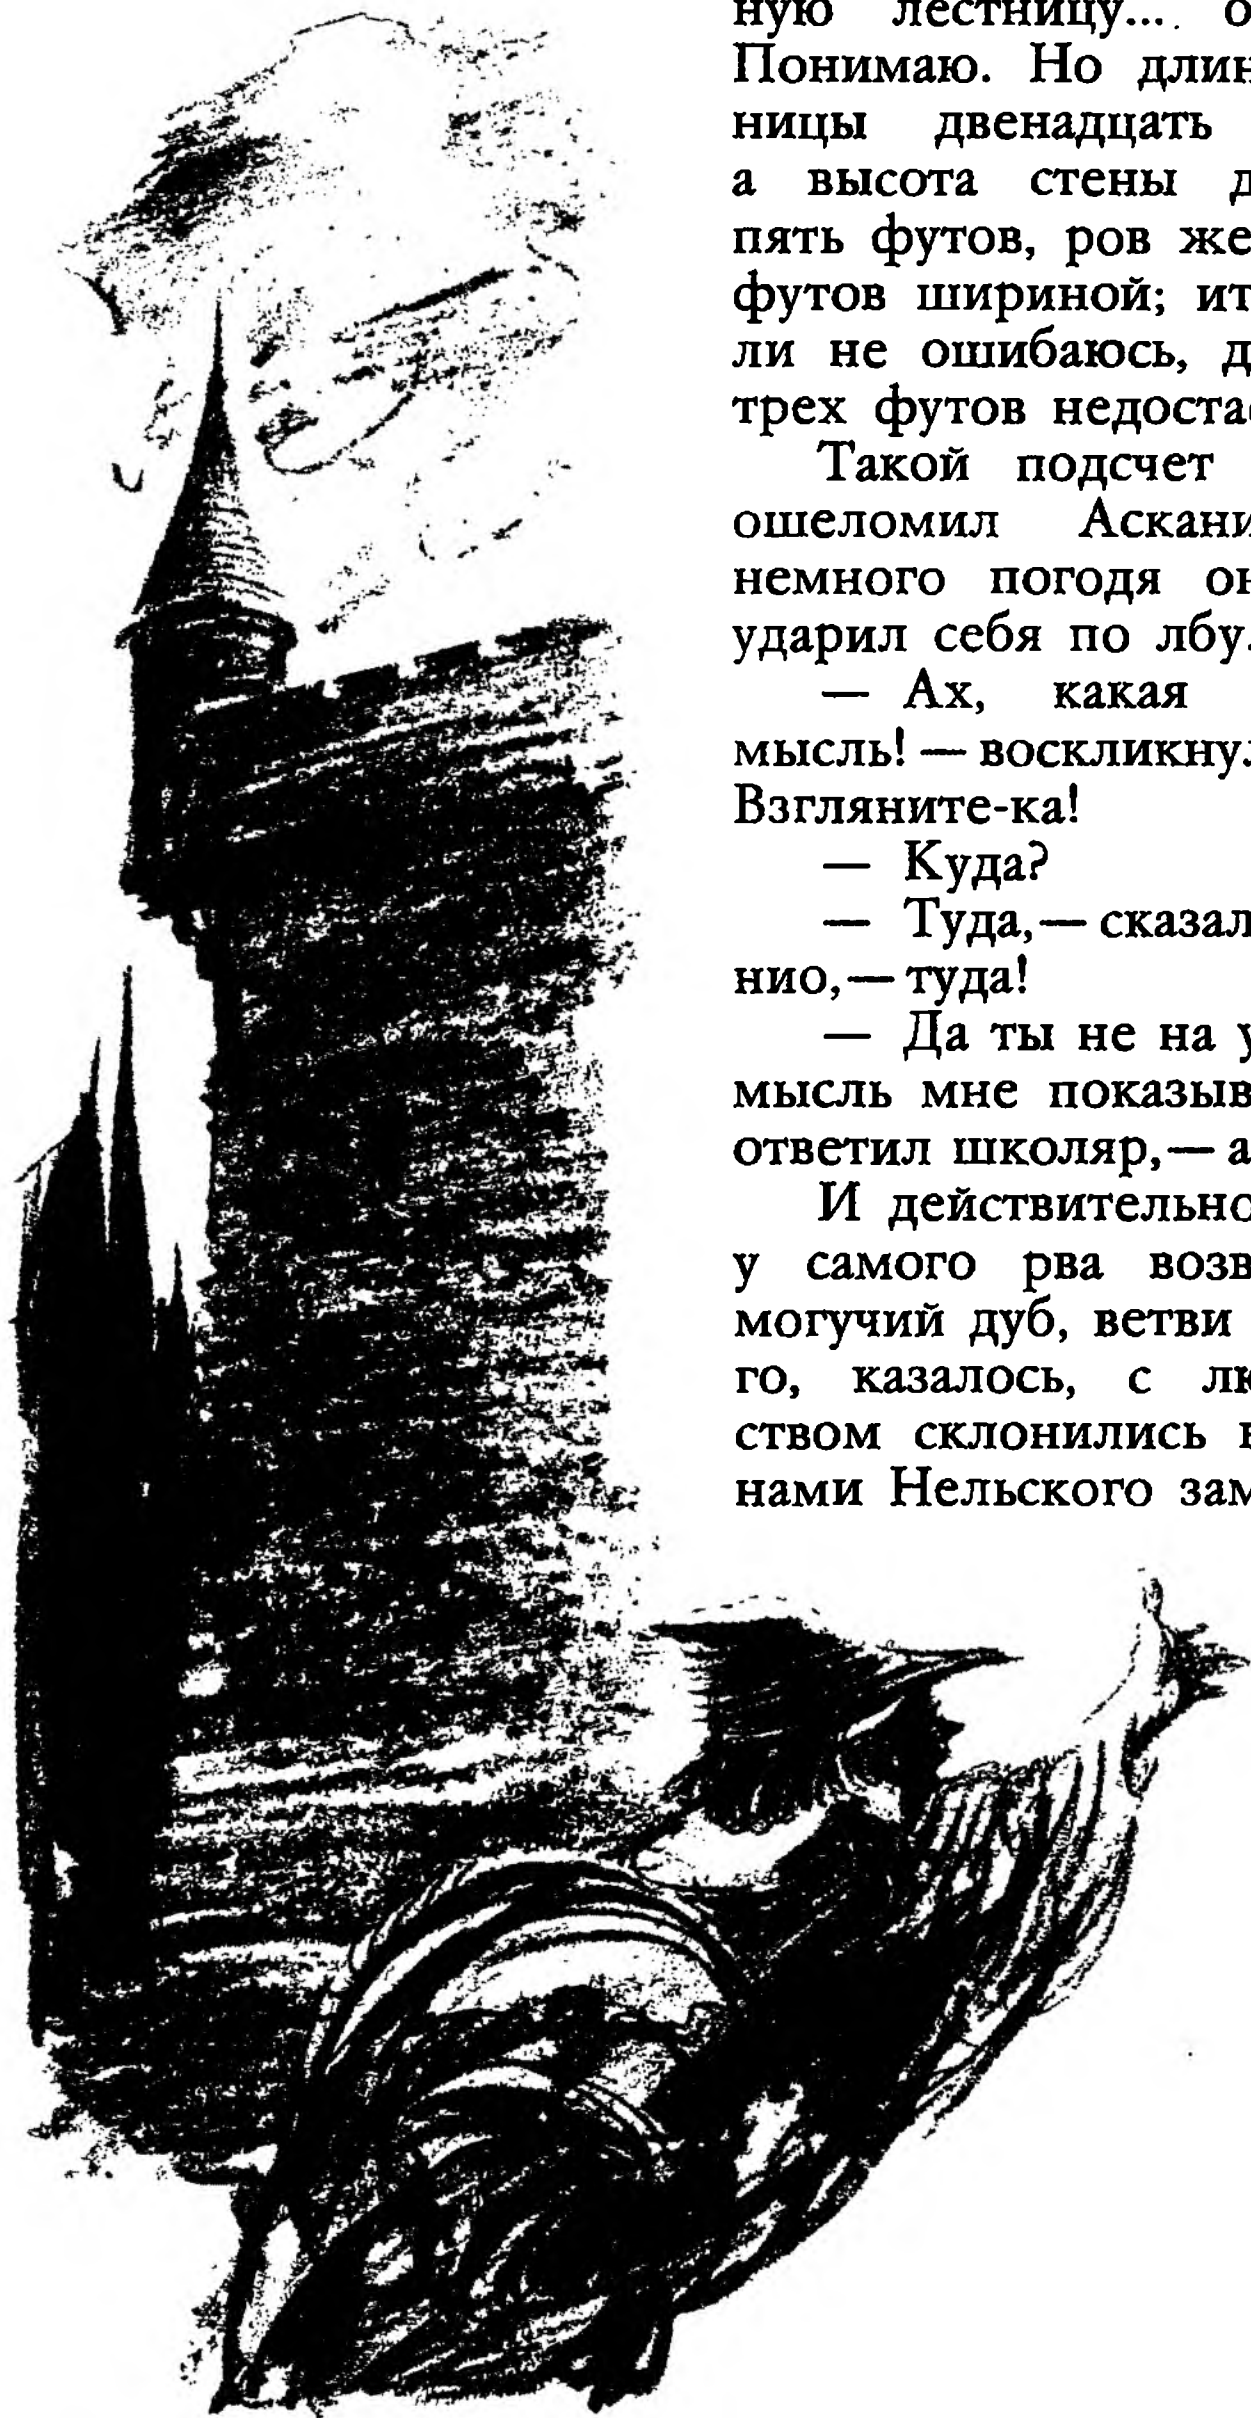 ную лестницу... о
Понимаю. Но длин
ницы двенадцать
а высота стены д
пять футов, ров же
футов шириной; ит
ли не ошибаюсь, д
трех футов недоста
Такой подсчет
ошеломил Аскани
немного погодя он
ударил себя по лбу.
— Ах, какая
мысль! — воскликнул
Взгляните-ка!
— Куда?
— Туда,— сказал
нио,— туда!
— Да ты не на у
мысль мне показыв
ответил школяр,— а
И действительно
у самого рва возв
могучий дуб, ветви
го, казалось, с лю
ством склонились н
нами Нельского зам